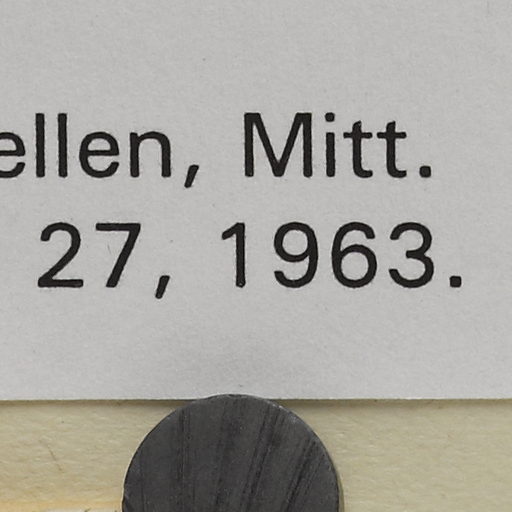 ellen, Mitt.
27, 1963.